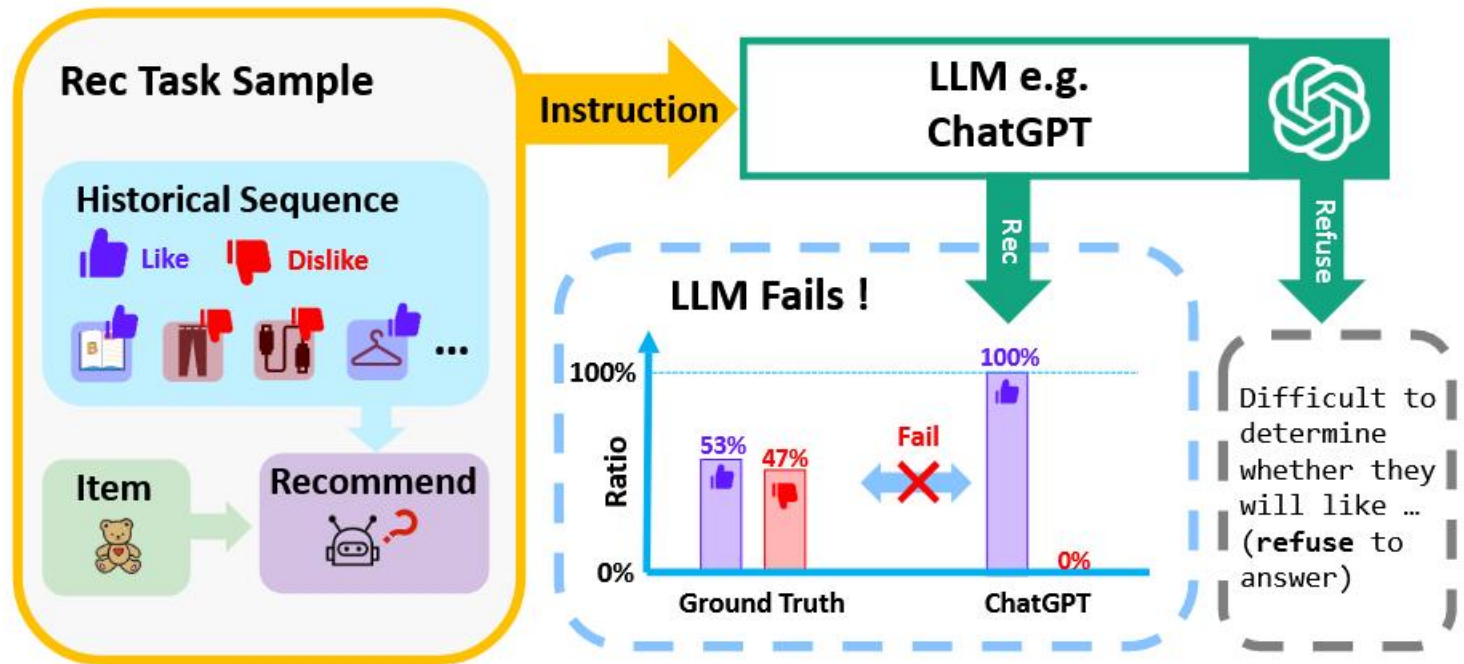 Rec Task Sample
Historical Sequence
Like
Dislike
B
...
Item
Recommend
Instruction
LLM e.g.
ChatGPT
Rec
Refuse
LLM Fails !
Ratio
100%
0%
53%
47%
Fail
100%
0%
Ground Truth
ChatGPT
Difficult to
determine
whether they
will like …
(refuse to
answer)